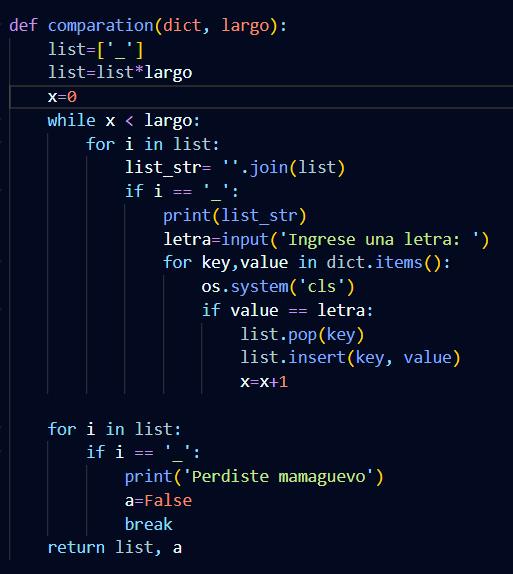 def comparation(dict, largo):
    list=['_']
    list=list*largo
    x=0
    while x < largo:
        for i in list:
            list_str= ''.join(list)
            if i == '_':
                print(list_str)
                letra=input('Ingrese una letra: ')
                for key,value in dict.items():
                    os.system('cls')
                    if value == letra:
                        list.pop(key)
                        list.insert(key, value)
                        x=x+1

    for i in list:
        if i == '_':
            print('Perdiste mamaguevo')
            a=False
            break
    return list, a